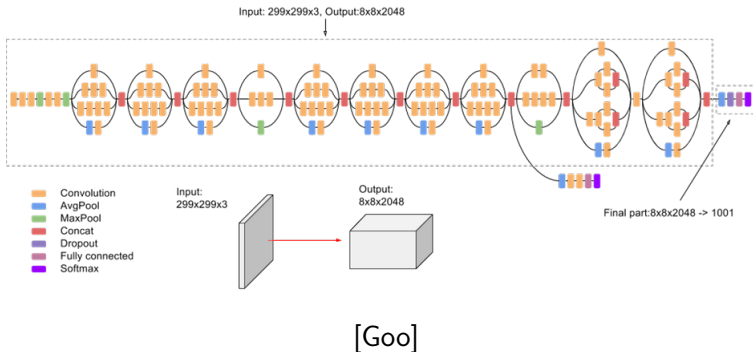 Input: 299x299x3, Output:8x8x2048
Convolution
AvgPool
MaxPool
Concat
Dropout
Fully connected
Softmax
Input:
299x299x3
Output:
8x8x2048
Final part:8x8x2048 -> 1001
[Goo]